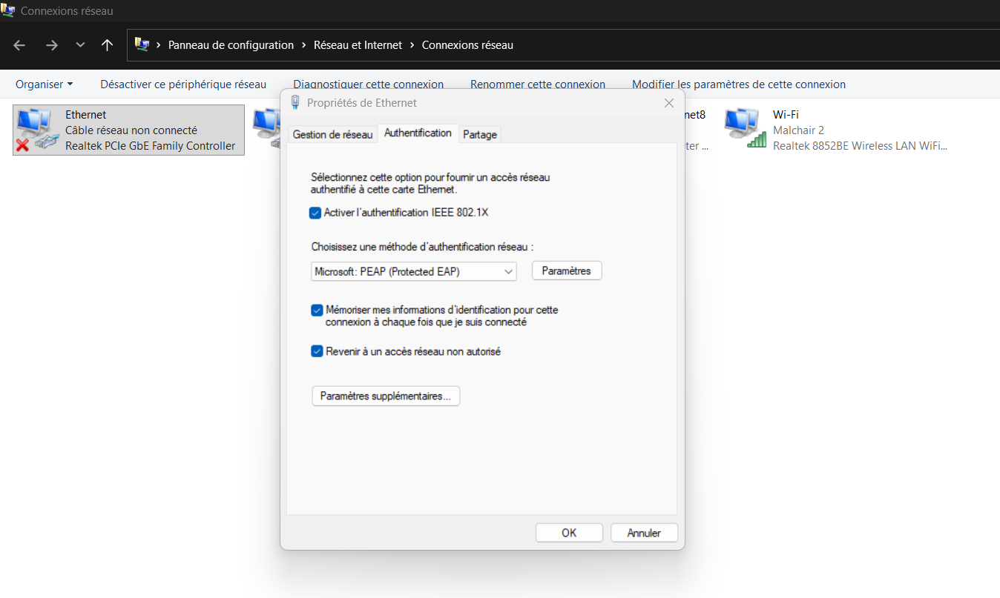 Connexions réseau
Panneau de configuration > Réseau et Internet > Connexions réseau
Organiser Désactiver ce périphérique réseau Diagnostiquer cette connexion Renommer cette connexion Modifier les paramètres de cette connexion
Ethernet
Câble réseau non connecté
Realtek PCIe GbE Family Controller
net8
ter ...
Wi-Fi
Malchair 2
Realtek 8852BE Wireless LAN WiFi...
Propriétés de Ethernet
Gestion de réseau Authentification Partage
Sélectionnez cette option pour fournir un accès réseau
authentifié à cette carte Ethernet.
Activer l'authentification IEEE 802.1X
Choisissez une méthode d'authentification réseau :
Microsoft: PEAP (Protected EAP) Paramètres
Mémoriser mes informations d'identification pour cette
connexion à chaque fois que je suis connecté
Revenir à un accès réseau non autorisé
Paramètres supplémentaires...
OK Annuler